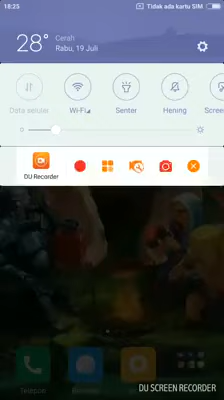 18:25 Tidak ada kartu SIM
28° Cerah
Rabu, 19 Juli
Data seluler Wi-Fi Senter Hening Screen
DU Recorder
Telepon
DU SCREEN RECORDER